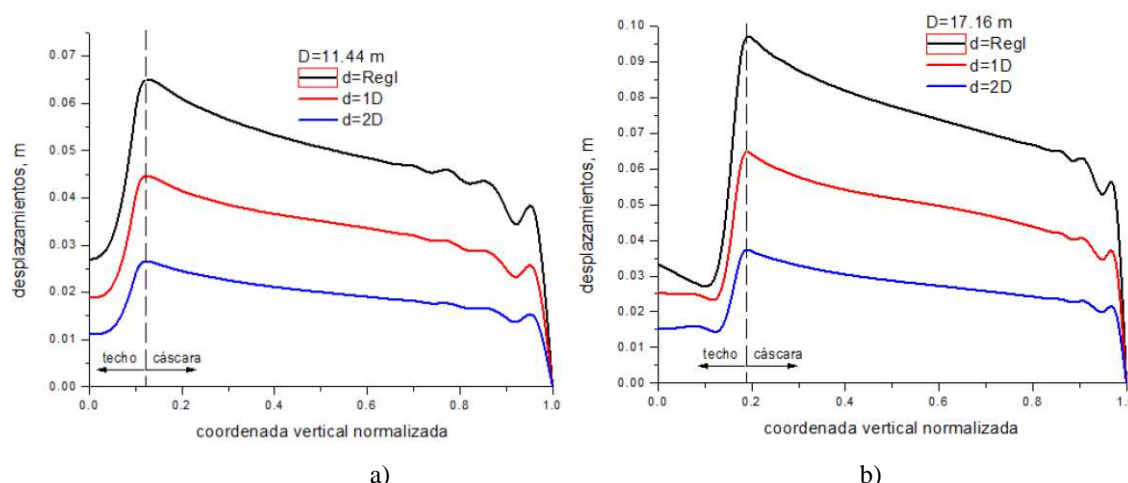 D=11.44 m
d=Regl
d=1D
d=2D
desplazamientos, m
0.07
0.06
0.05
0.04
0.03
0.02
0.01
0.00
techo
cáscara
0.0
0.2
0.4
0.6
0.8
1.0
coordenada vertical normalizada
a)
D=17.16 m
d=Regl
d=1D
d=2D
desplazamientos, m
0.10
0.09
0.08
0.07
0.06
0.05
0.04
0.03
0.02
0.01
0.00
techo
cáscara
0.0
0.2
0.4
0.6
0.8
coordenada vertical normalizada
b)